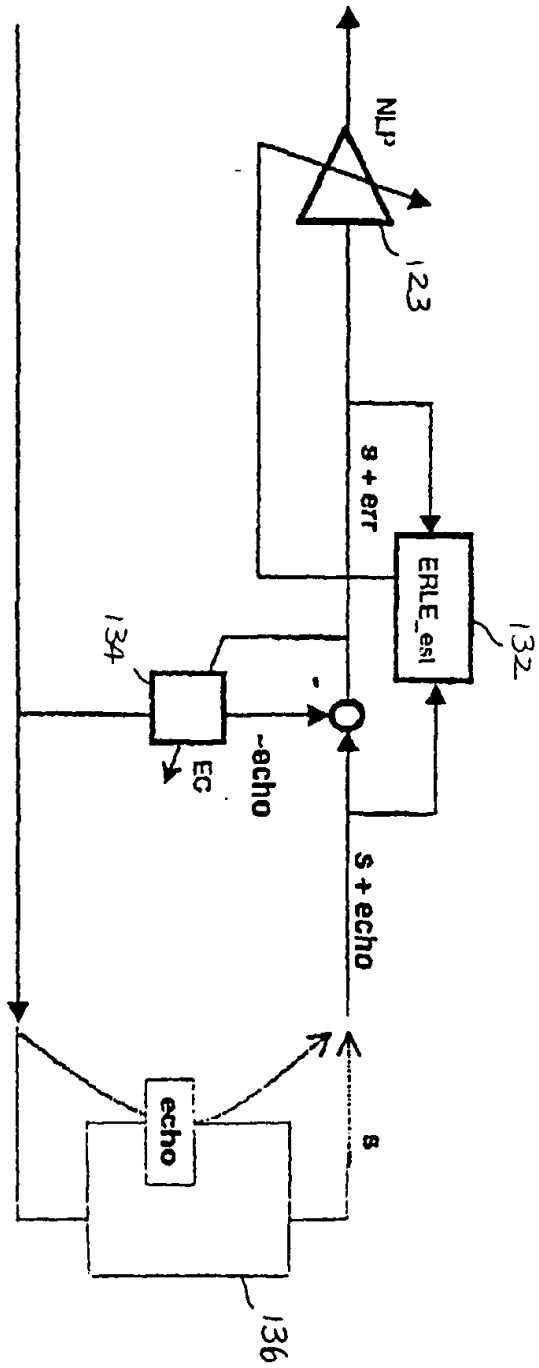 NLP
123
s + err
ERLE_est
132
134
EC
-
~echo
s + echo
echo
s
136